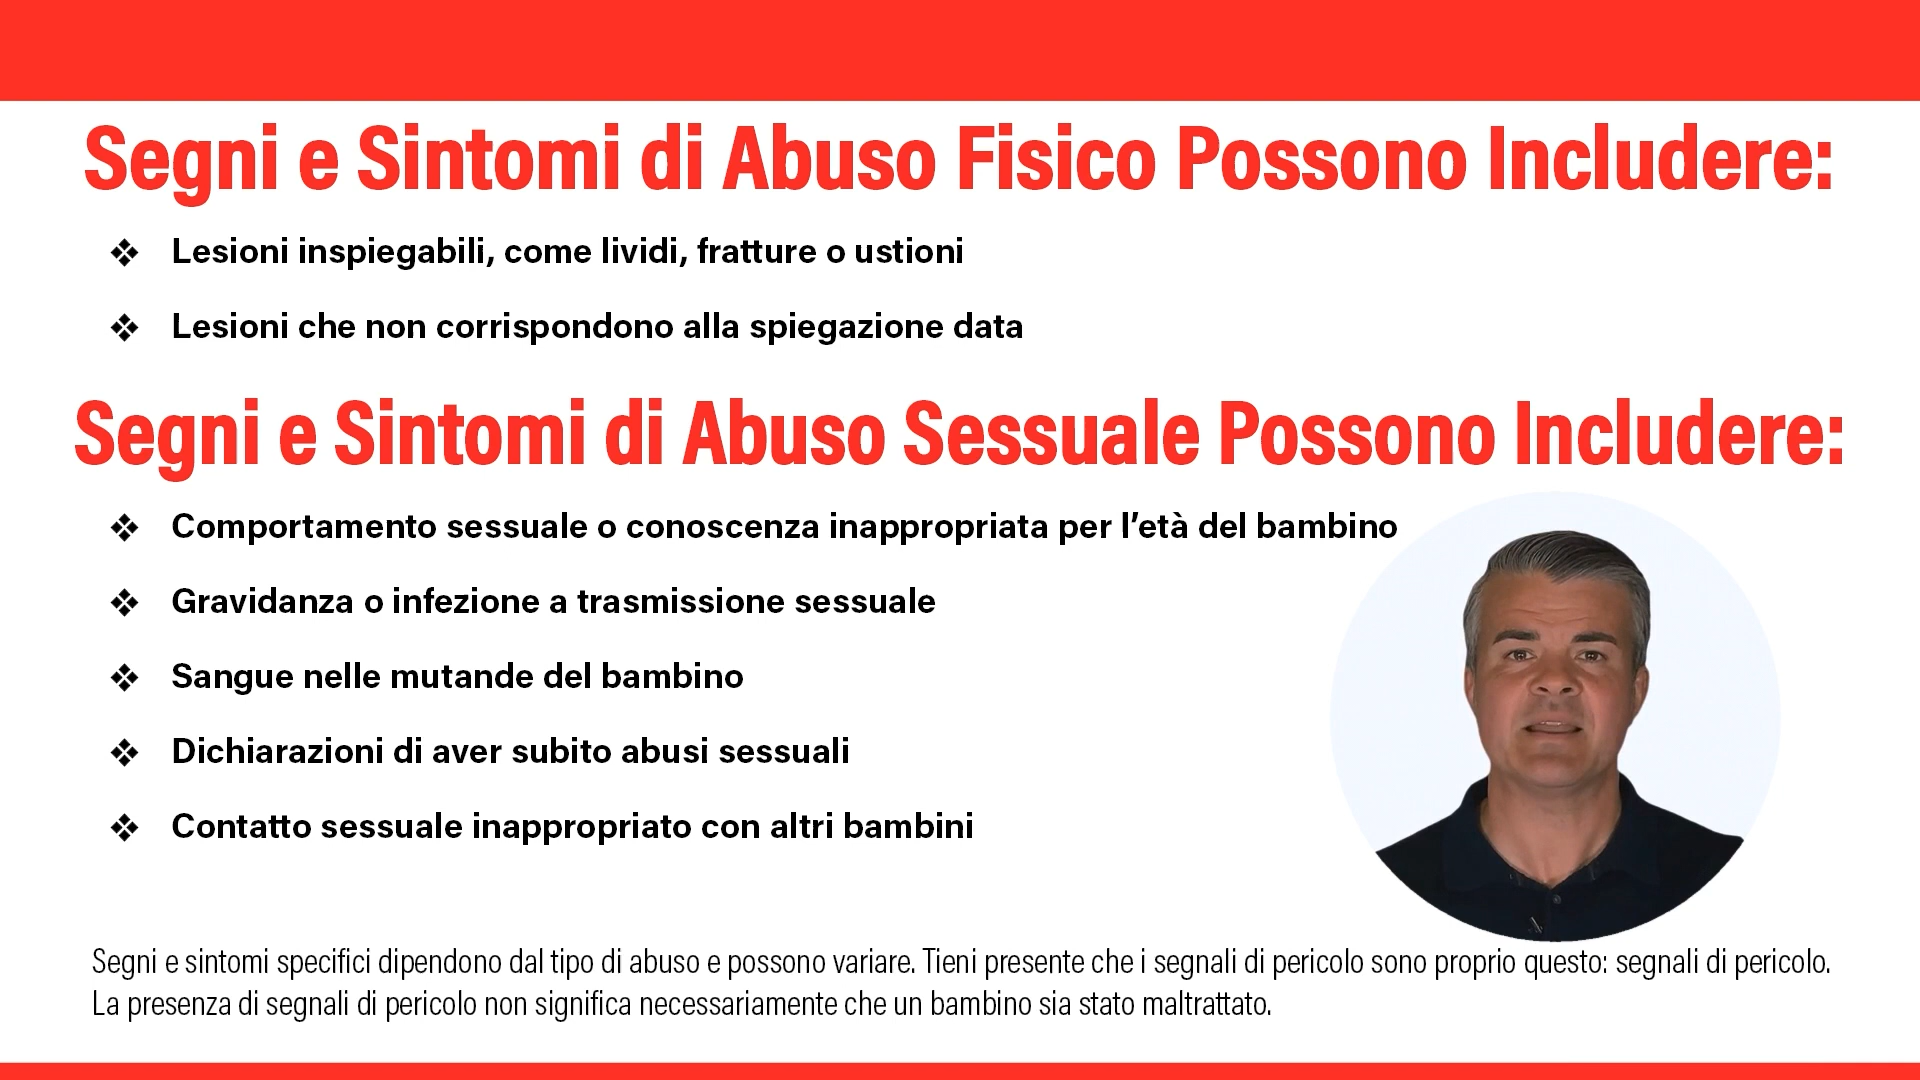 Segni e Sintomi di Abuso Fisico Possono Includere:
❖ Lesioni inspiegabili, come lividi, fratture o ustioni
❖ Lesioni che non corrispondono alla spiegazione data
Segni e Sintomi di Abuso Sessuale Possono Includere:
❖ Comportamento sessuale o conoscenza inappropriata per l’età del bambino
❖ Gravidanza o infezione a trasmissione sessuale
❖ Sangue nelle mutande del bambino
❖ Dichiarazioni di aver subito abusi sessuali
❖ Contatto sessuale inappropriato con altri bambini
Segni e sintomi specifici dipendono dal tipo di abuso e possono variare. Tieni presente che i segnali di pericolo sono proprio questo: segnali di pericolo.
La presenza di segnali di pericolo non significa necessariamente che un bambino sia stato maltrattato.